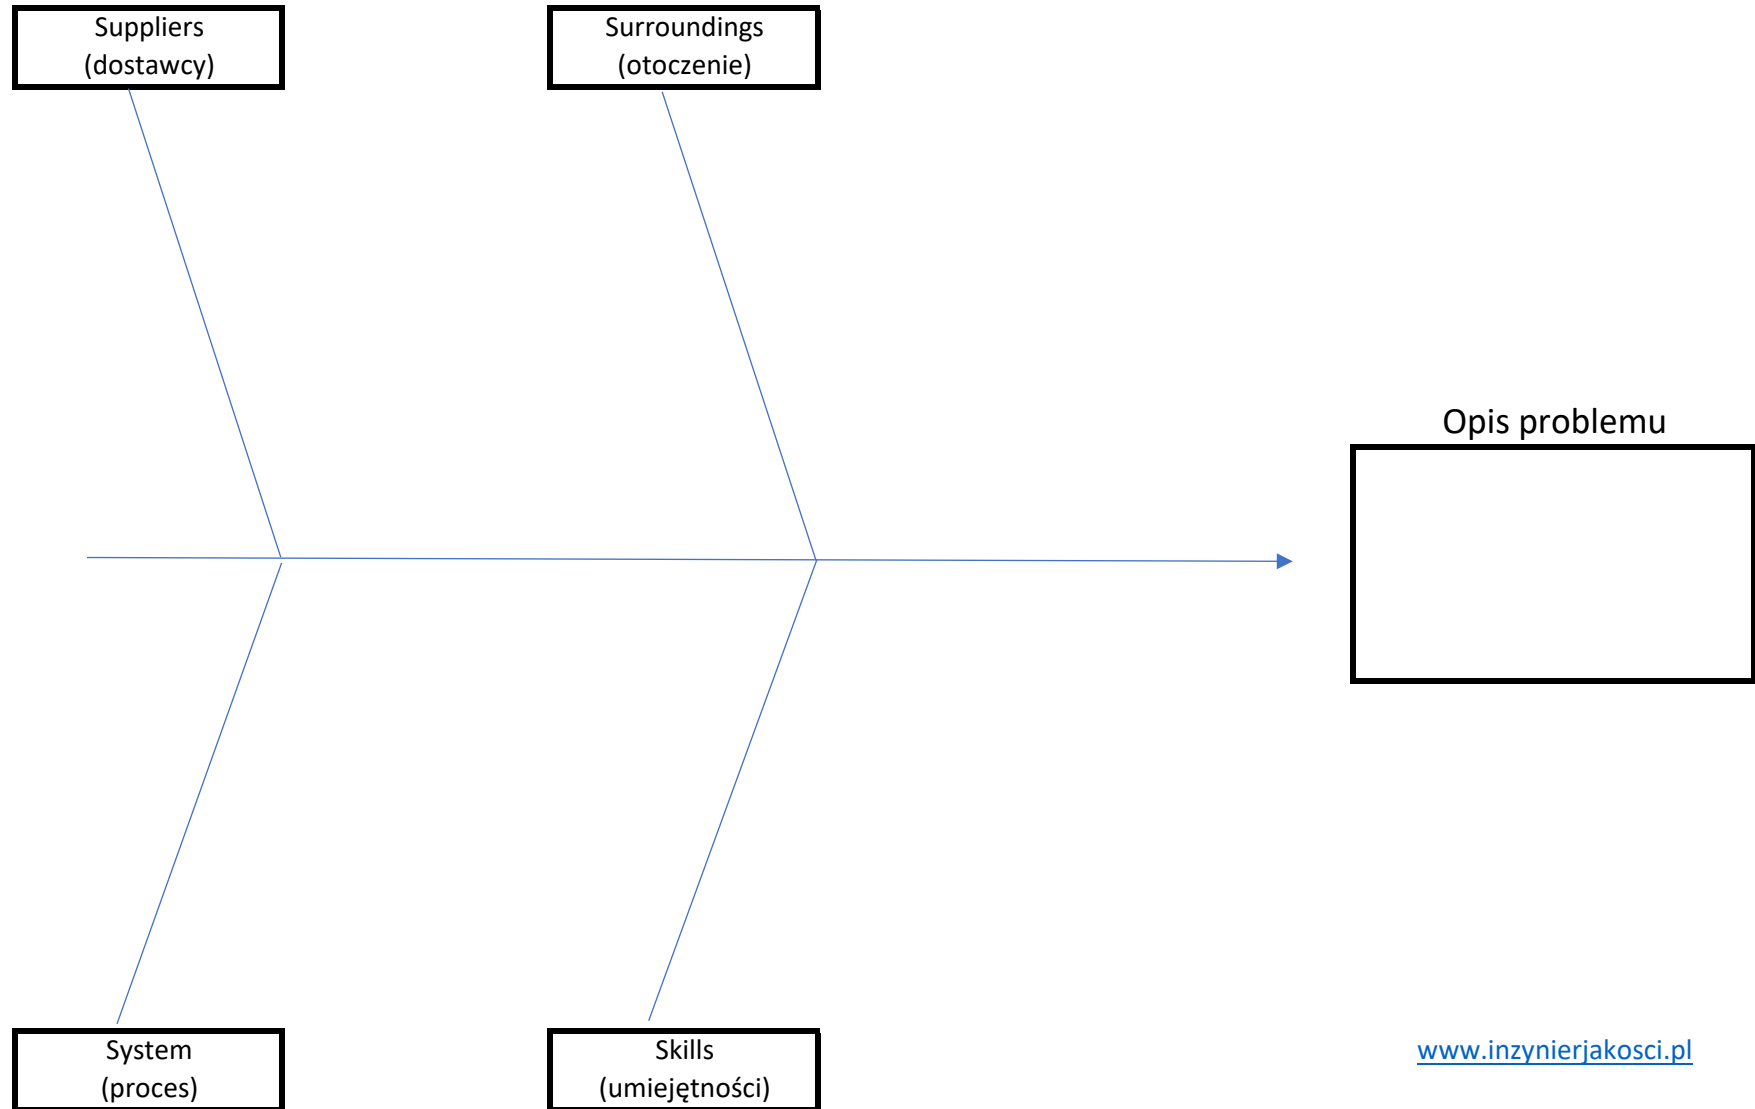 Suppliers
(dostawcy)
Surroundings
(otoczenie)
Opis problemu
System
(proces)
Skills
(umiejętności)
www.inzynierjakosci.pl